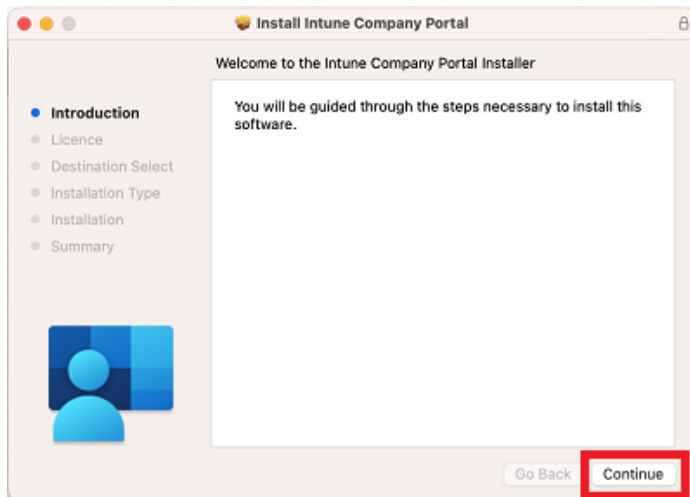 Install Intune Company Portal
Welcome to the Intune Company Portal Installer
Introduction
Licence
Destination Select
Installation Type
Installation
Summary
You will be guided through the steps necessary to install this
software.
Go Back
Continue